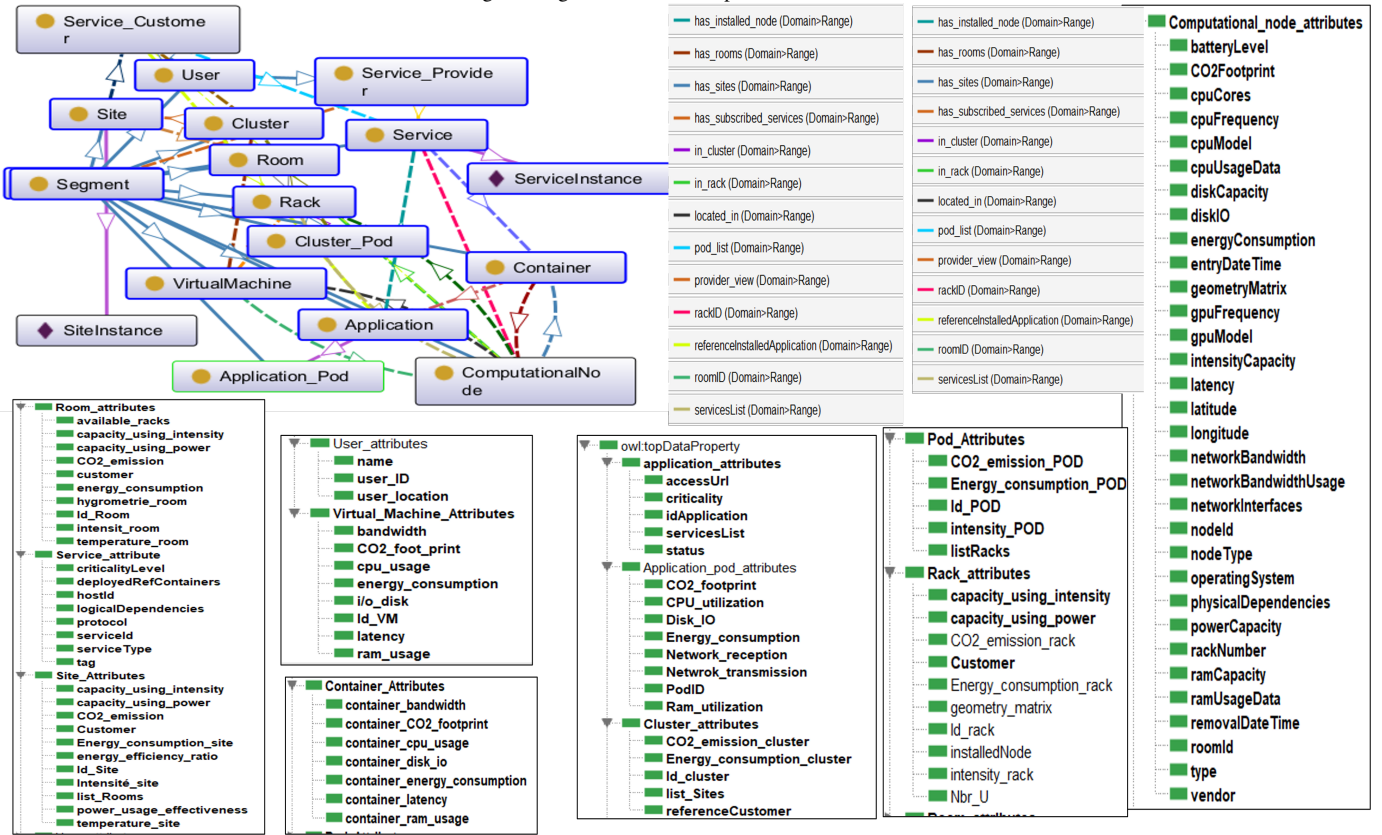 Service_Custome
r
User
Service_Provide
r
Site
Cluster
Service
Room
Segment
ServiceInstance
Rack
Cluster_Pod
Container
VirtualMachine
SiteInstance
Application
Application_Pod
ComputationalNo
de
has_installed_node (Domain>Range)
has_rooms (Domain>Range)
has_sites (Domain>Range)
has_subscribed_services (Domain>Range)
in_cluster (Domain>Range)
in_rack (Domain>Range)
located_in (Domain>Range)
pod_list (Domain>Range)
provider_view (Domain>Range)
rackID (Domain>Range)
referenceInstalledApplication (Domain>Range)
roomID (Domain>Range)
servicesList (Domain>Range)
has_installed_node (Domain>Range)
has_rooms (Domain>Range)
has_sites (Domain>Range)
has_subscribed_services (Domain>Range)
in_cluster (Domain>Range)
in_rack (Domain>Range)
located_in (Domain>Range)
pod_list (Domain>Range)
provider_view (Domain>Range)
rackID (Domain>Range)
referenceInstalledApplication (Domain>Range)
roomID (Domain>Range)
servicesList (Domain>Range)
Computational_node_attributes
batteryLevel
CO2Footprint
cpuCores
cpuFrequency
cpuModel
cpuUsageData
diskCapacity
diskIO
energyConsumption
entryDateTime
geometryMatrix
gpuFrequency
gpuModel
intensityCapacity
latency
latitude
longitude
networkBandwidth
networkBandwidthUsage
networkInterfaces
nodeId
nodeType
operatingSystem
physicalDependencies
powerCapacity
rackNumber
ramCapacity
ramUsageData
removalDateTime
roomId
type
vendor
Room_attributes
available_racks
capacity_using_intensity
capacity_using_power
CO2_emission
customer
energy_consumption
hygrometrie_room
Id_Room
intensit_room
temperature_room
Service_attribute
criticalityLevel
deployedRefContainers
hostId
logicalDependencies
protocol
serviceId
serviceType
tag
Site_Attributes
capacity_using_intensity
capacity_using_power
CO2_emission
Customer
Energy_consumption_site
energy_efficiency_ratio
Id_Site
Intensité_site
list_Rooms
power_usage_effectiveness
temperature_site
User_attributes
name
user_ID
user_location
Virtual_Machine_Attributes
bandwidth
CO2_foot_print
cpu_usage
energy_consumption
i/o_disk
Id_VM
latency
ram_usage
Container_Attributes
container_bandwidth
container_CO2_footprint
container_cpu_usage
container_disk_io
container_energy_consumption
container_latency
container_ram_usage
owl:topDataProperty
application_attributes
accessUrl
criticality
idApplication
servicesList
status
Application_pod_attributes
CO2_footprint
CPU_utilization
Disk_IO
Energy_consumption
Network_reception
Netwrok_transmission
PodID
Ram_utilization
Cluster_attributes
CO2_emission_cluster
Energy_consumption_cluster
Id_cluster
list_Sites
referenceCustomer
Pod_Attributes
CO2_emission_POD
Energy_consumption_POD
Id_POD
intensity_POD
listRacks
Rack_attributes
capacity_using_intensity
capacity_using_power
CO2_emission_rack
Customer
Energy_consumption_rack
geometry_matrix
Id_rack
installedNode
intensity_rack
Nbr_U